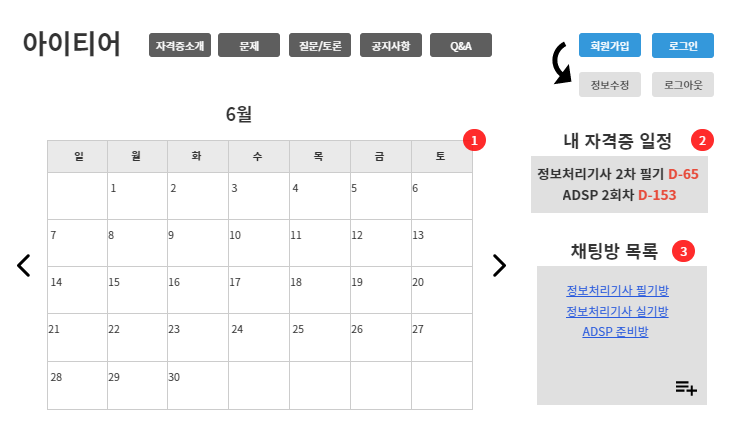 아이티어
자격증소개 문제 질문/토론 공지사항 Q&A
회원가입 로그인
정보수정 로그아웃
6월
1
일 월 화 수 목 금 토
1 2 3 4 5 6
7 8 9 10 11 12 13
14 15 16 17 18 19 20
21 22 23 24 25 26 27
28 29 30
내 자격증 일정 2
정보처리기사 2차 필기 D-65
ADSP 2회차 D-153
채팅방 목록 3
정보처리기사 필기방
정보처리기사 실기방
ADSP 준비방